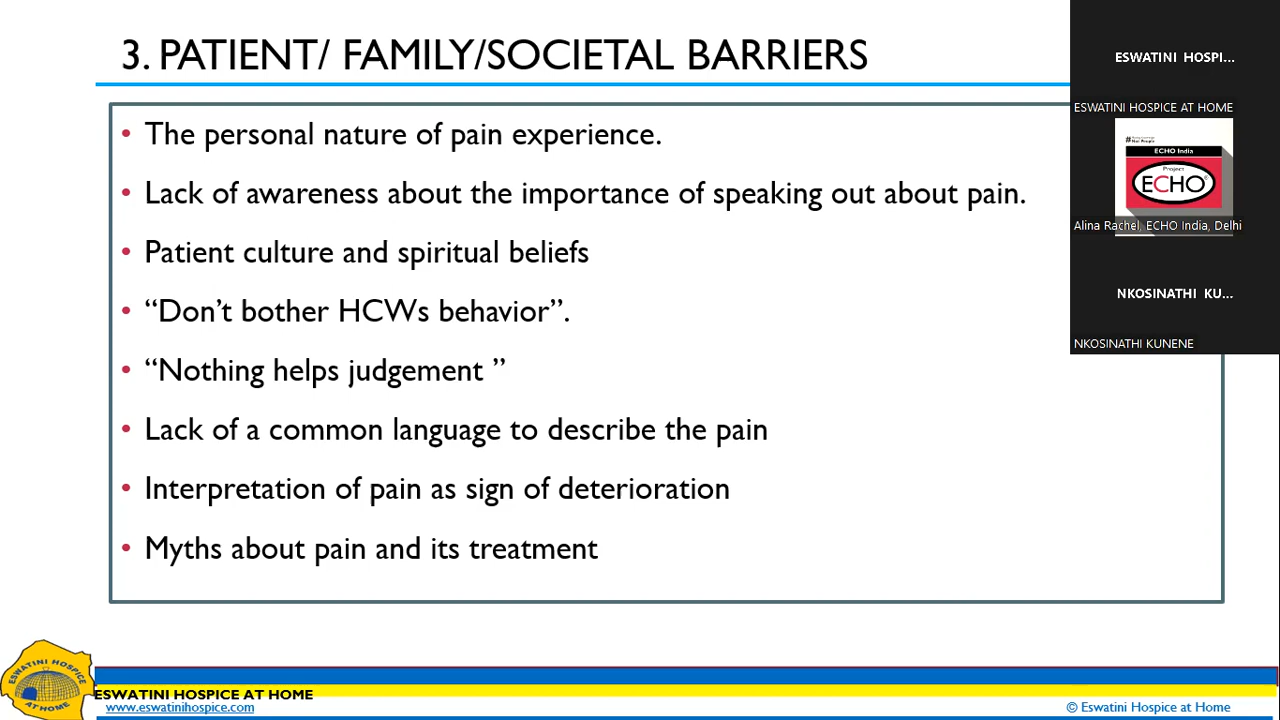 3. PATIENT/ FAMILY/SOCIETAL BARRIERS
• The personal nature of pain experience.
• Lack of awareness about the importance of speaking out about pain.
• Patient culture and spiritual beliefs
• “Don’t bother HCWs behavior”.
• “Nothing helps judgement ”
• Lack of a common language to describe the pain
• Interpretation of pain as sign of deterioration
• Myths about pain and its treatment
ESWATINI HOSPI...
ESWATINI HOSPICE AT HOME
ECHO India
Project
ECHO®
Alina Rachel, ECHO India, Delhi
NKOSINATHI KU...
NKOSINATHI KUNENE
ESWATINI HOSPICE
AT HOME
ESWATINI HOSPICE AT HOME
www.eswatinihospice.com
© Eswatini Hospice at Home